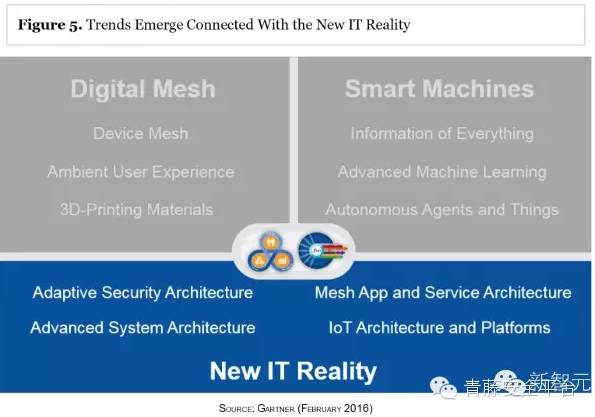 Figure 5. Trends Emerge Connected With the New IT Reality
Digital Mesh
Device Mesh
Ambient User Experience
3D-Printing Materials
Smart Machines
Information of Everything
Advanced Machine Learning
Autonomous Agents and Things
Adaptive Security Architecture
Advanced System Architecture
Mesh App and Service Architecture
IoT Architecture and Platforms
New IT Reality
新智元
青藤安全平台
SOURCE: GARTNER (FEBRUARY 2016)